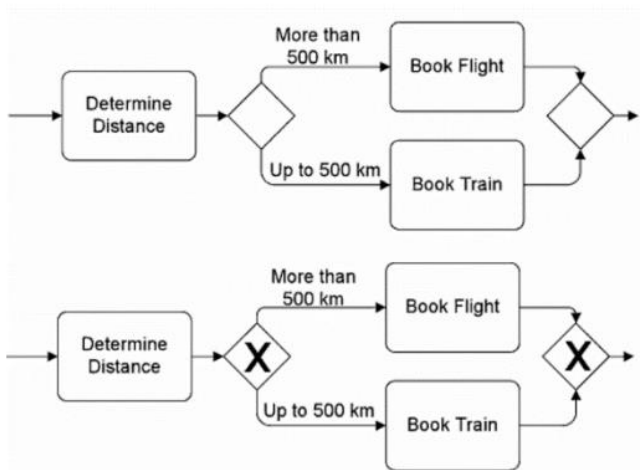 More than
500 km
Book Flight
Determine
Distance
Up to 500 km
Book Train
More than
500 km
Book Flight
Determine
Distance
X
X
Up to 500 km
Book Train